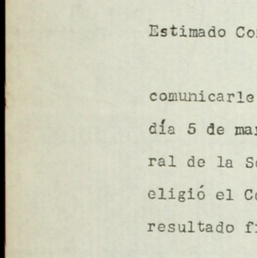 Estimado Co
comunicarle
día 5 de ma
ral de la S
eligió el C
resultado f